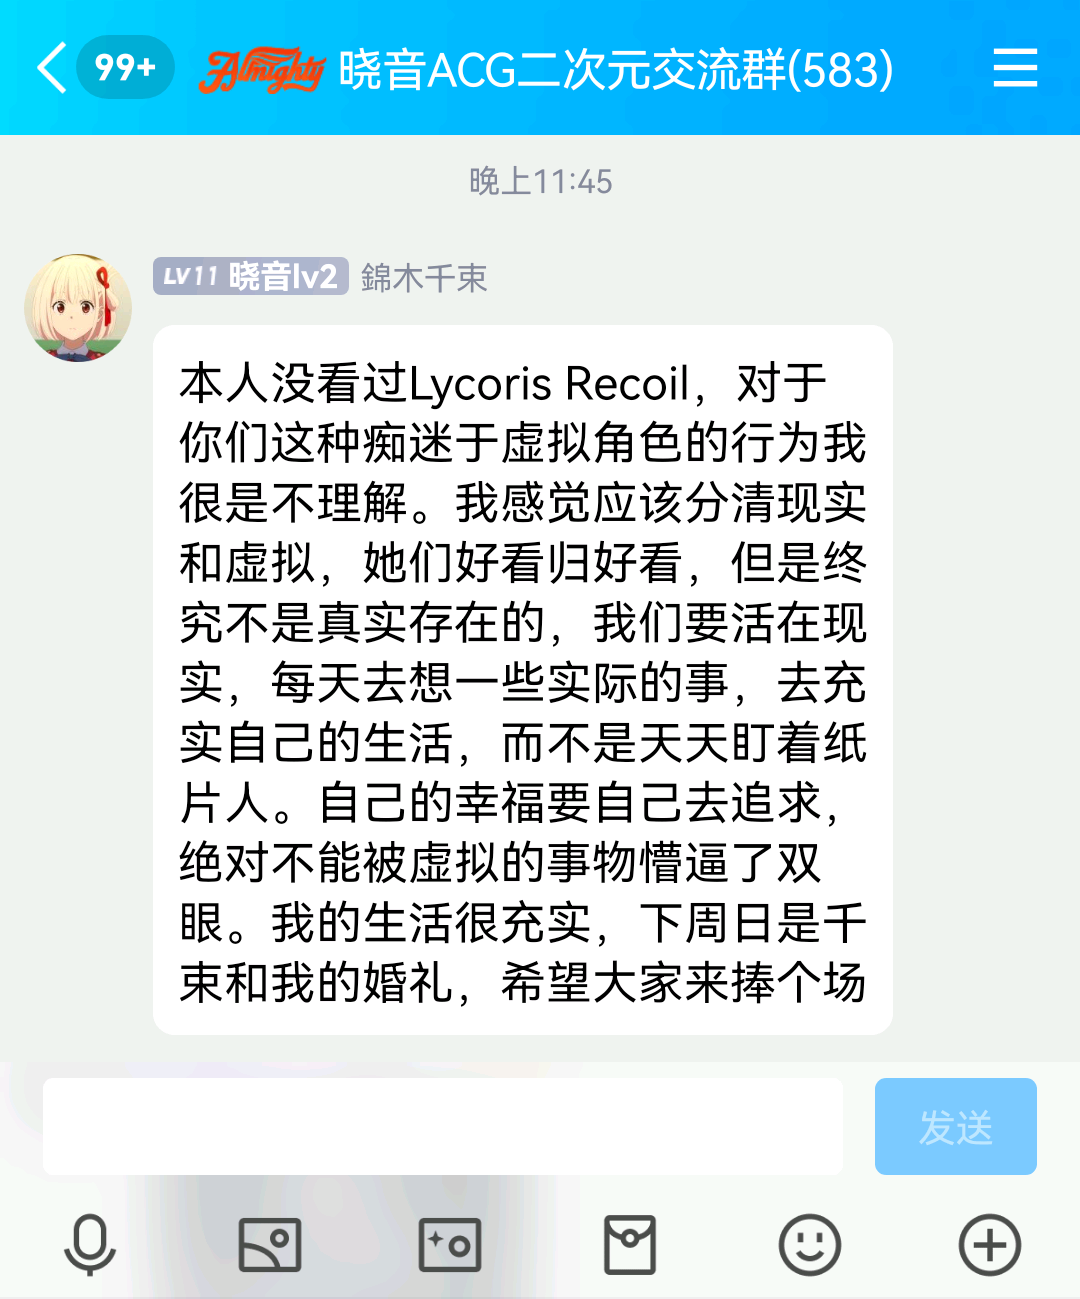 99+ Almighty 晓音ACG二次元交流群(583)
晚上11:45
LV11 晓音lv2 錦木千束
本人没看过Lycoris Recoil，对于
你们这种痴迷于虚拟角色的行为我
很是不理解。我感觉应该分清现实
和虚拟，她们好看归好看，但是终
究不是真实存在的，我们要活在现
实，每天去想一些实际的事，去充
实自己的生活，而不是天天盯着纸
片人。自己的幸福要自己去追求，
绝对不能被虚拟的事物懵逼了双
眼。我的生活很充实，下周日是千
束和我的婚礼，希望大家来捧个场
发送